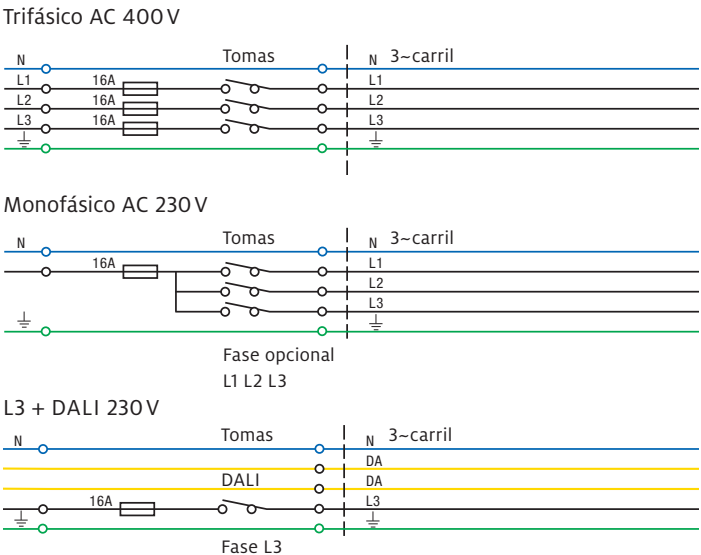 Trifásico AC 400 V
N Tomas N 3~carril
L1 16A L1
L2 16A L2
L3 16A L3
Monofásico AC 230 V
N Tomas N 3~carril
16A L1
L2
L3
Fase opcional
L1 L2 L3
L3 + DALI 230 V
N Tomas N 3~carril
DA
DALI DA
16A L3
Fase L3